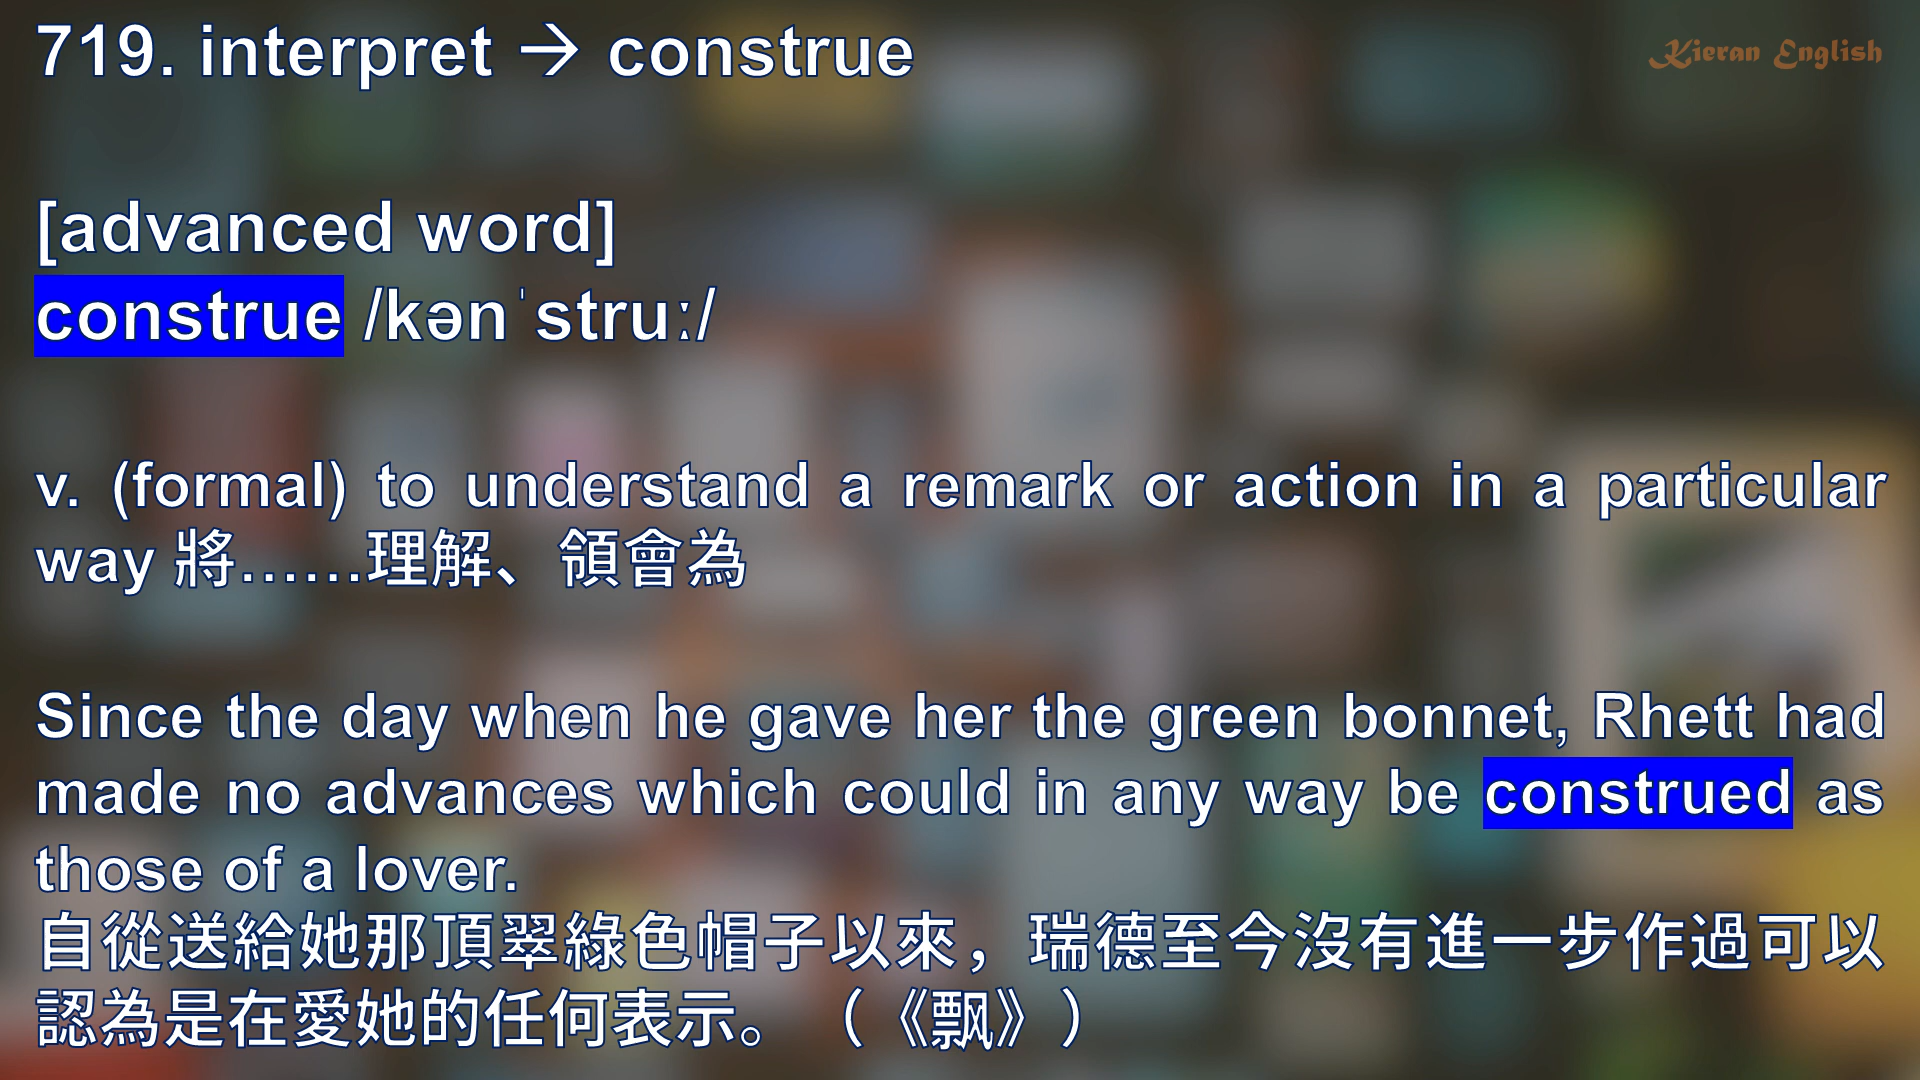 719. interpret → construe
Kieran English
[advanced word]
construe /kənˈstruː/
v. (formal) to understand a remark or action in a particular
way 將……理解、領會為
Since the day when he gave her the green bonnet, Rhett had
made no advances which could in any way be construed as
those of a lover.
自從送給她那頂翠綠色帽子以來，瑞德至今沒有進一步作過可以
認為是在愛她的任何表示。（《飘》）